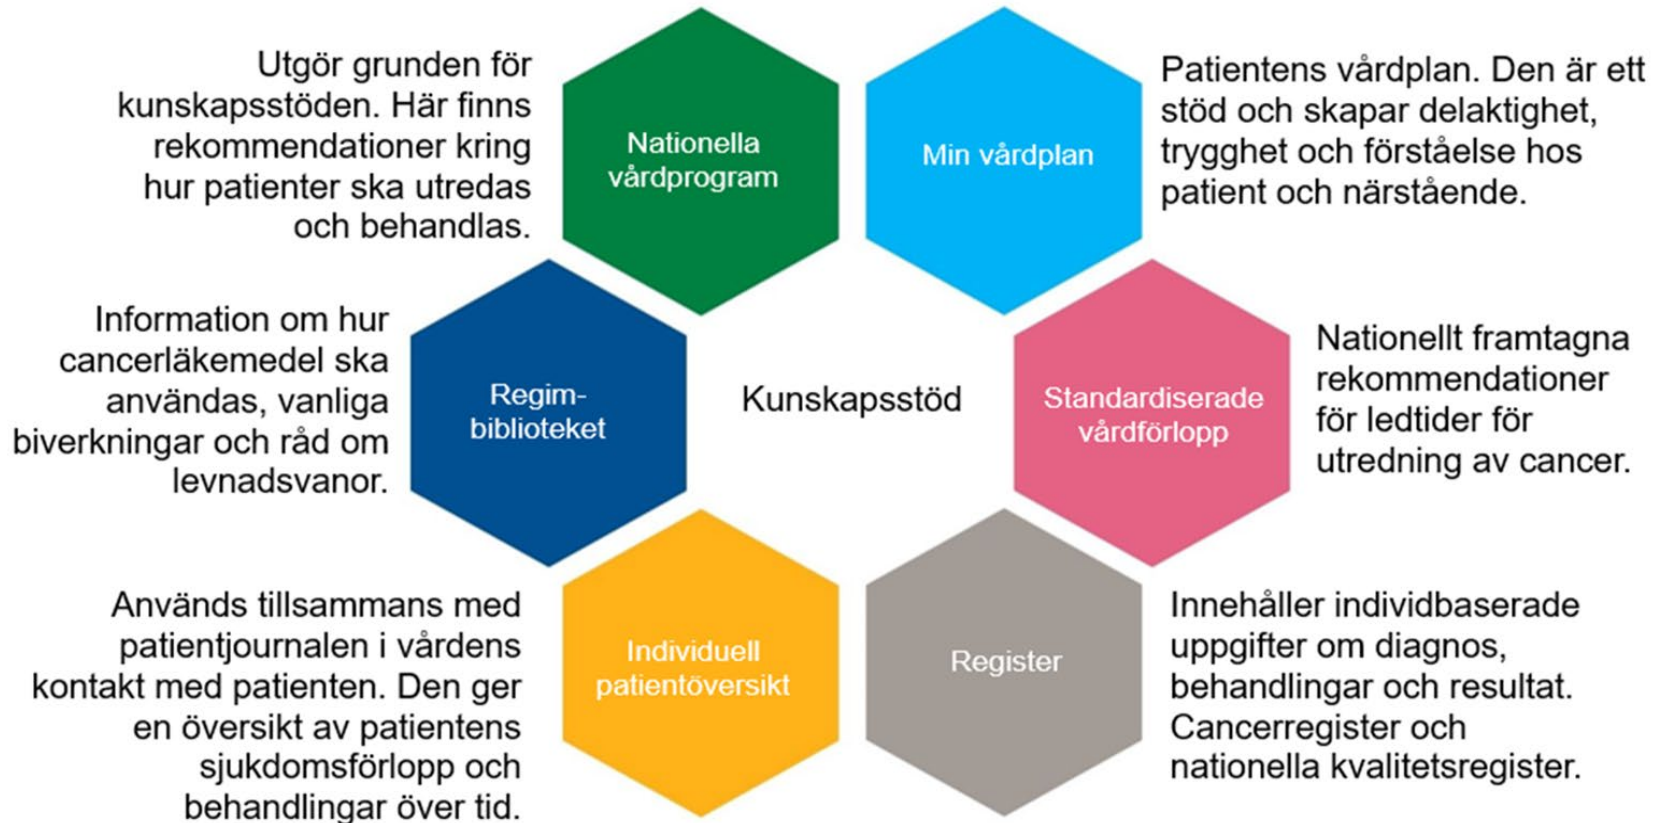 Utgör grunden för
kunskapsstöden. Här finns
rekommendationer kring
hur patienter ska utredas
och behandlas.
Nationella
vårdprogram
Min vårdplan
Patientens vårdplan. Den är ett
stöd och skapar delaktighet,
trygghet och förståelse hos
patient och närstående.
Information om hur
cancerläkemedel ska
användas, vanliga
biverkningar och råd om
levnadsvanor.
Regim-
biblioteket
Kunskapsstöd
Standardiserade
vårdförlopp
Nationellt framtagna
rekommendationer
för ledtider för
utredning av cancer.
Används tillsammans med
patientjournalen i vårdens
kontakt med patienten. Den ger
en översikt av patientens
sjukdomsförlopp och
behandlingar över tid.
Individuell
patientöversikt
Register
Innehåller individbaserade
uppgifter om diagnos,
behandlingar och resultat.
Cancerregister och
nationella kvalitetsregister.